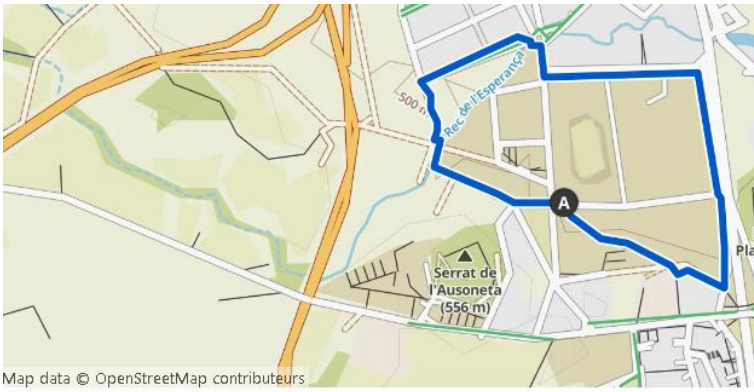 500 m
Rec de l'Esperança
A
Serrat de
l'Ausoneta
(556 m)
Pla
Map data © OpenStreetMap contributeurs